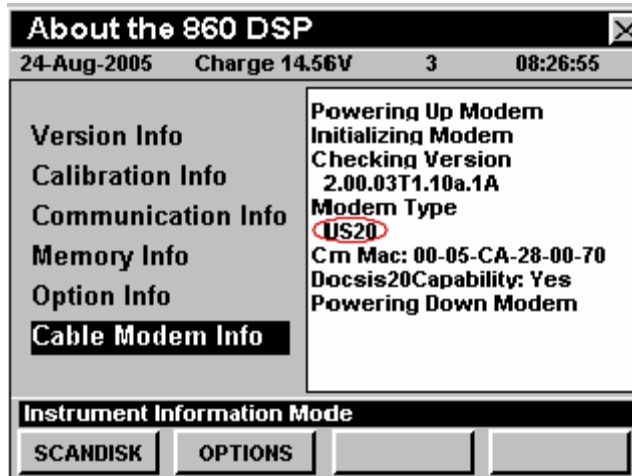 About the 860 DSP
24-Aug-2005 Charge 14.56V 3 08:26:55
Version Info
Calibration Info
Communication Info
Memory Info
Option Info
Cable Modem Info
Powering Up Modem
Initializing Modem
Checking Version
2.00.03T1.10a.1A
Modem Type
US20
Cm Mac: 00-05-CA-28-00-70
Docsis20Capability: Yes
Powering Down Modem
Instrument Information Mode
SCANDISK OPTIONS